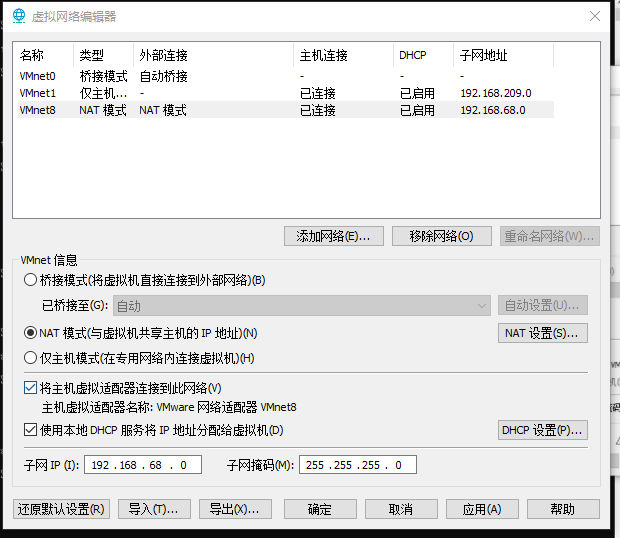 虚拟网络编辑器
名称 类型 外部连接 主机连接 DHCP 子网地址
VMnet0 桥接模式 自动桥接 - - -
VMnet1 仅主机... - 已连接 已启用 192.168.209.0
VMnet8 NAT 模式 NAT 模式 已连接 已启用 192.168.68.0
添加网络(E)... 移除网络(O) 重命名网络(W)...
VMnet 信息
桥接模式(将虚拟机直接连接到外部网络)(B)
已桥接至(G): 自动 自动设置(U)...
NAT 模式(与虚拟机共享主机的 IP 地址)(N) NAT 设置(S)...
仅主机模式(在专用网络内连接虚拟机)(H)
将主机虚拟适配器连接到此网络(V)
主机虚拟适配器名称: VMware 网络适配器 VMnet8
使用本地 DHCP 服务将 IP 地址分配给虚拟机(D) DHCP 设置(P)...
子网 IP (I): 192 . 168 . 68 . 0 子网掩码(M): 255 . 255 . 255 . 0
还原默认设置(R) 导入(T)... 导出(X)... 确定 取消 应用(A) 帮助